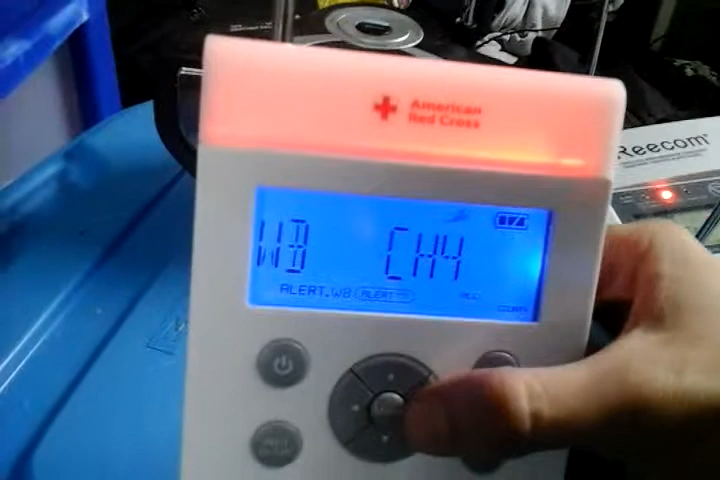 American
Red Cross
Reecom
WB CH4
ALERT.WB ALERT